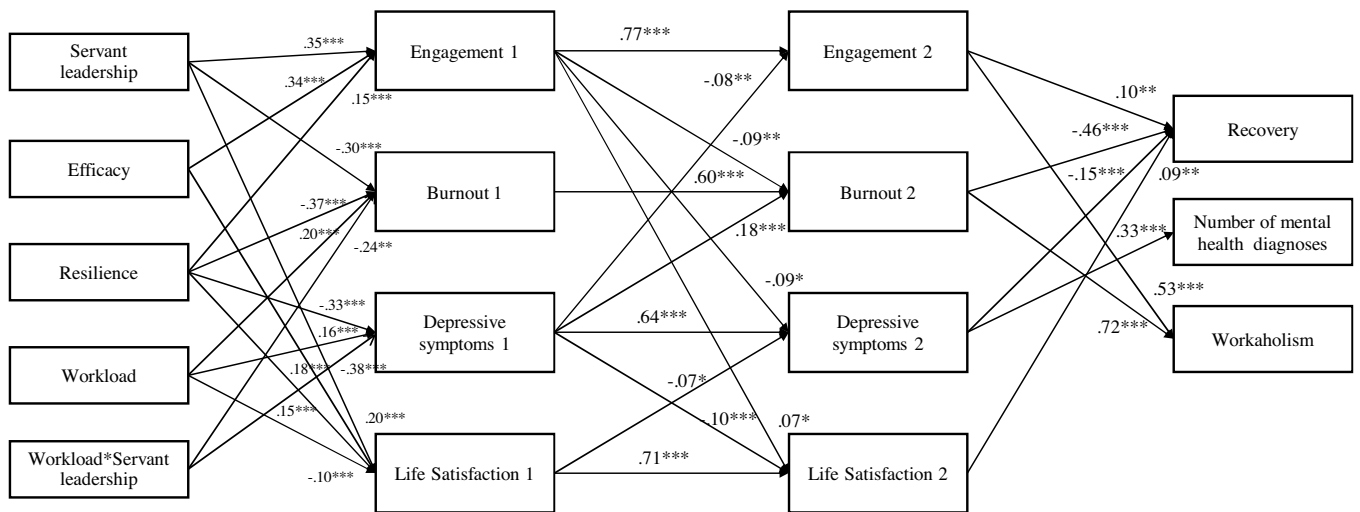 Servant
leadership
Efficacy
Resilience
Workload
Workload*Servant
leadership
.35***
.34***
.15***
-.30***
-.37***
.20***
-.24**
-.33***
.16***
.18***
-.38***
.15***
.20***
-.10***
Engagement 1
Burnout 1
Depressive
symptoms 1
Life Satisfaction 1
.77***
-.08**
-.09**
.60***
.18***
-.09*
.64***
-.07*
-.10***
.07*
.71***
Engagement 2
Burnout 2
Depressive
symptoms 2
Life Satisfaction 2
.10**
-.46***
-.15***
.09**
.33***
.53***
.72***
Recovery
Number of mental
health diagnoses
Workaholism